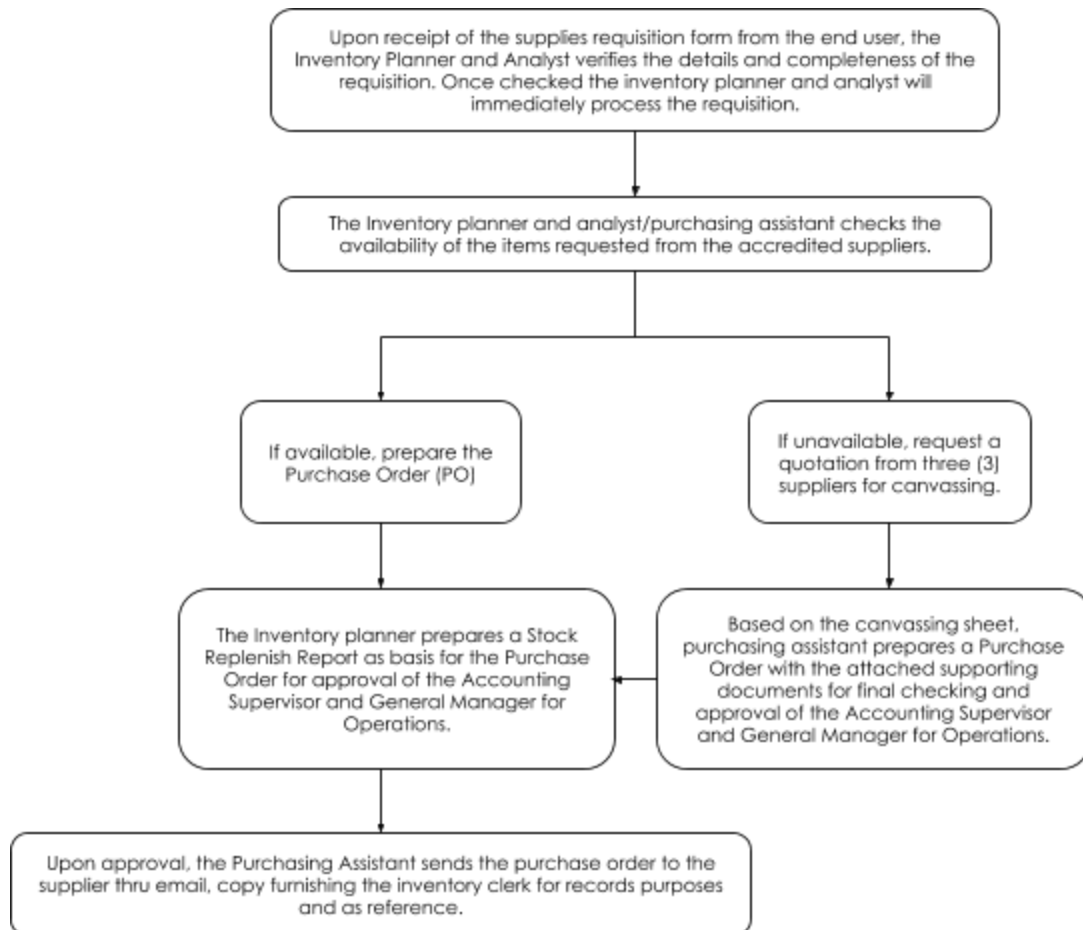 Upon receipt of the supplies requisition form from the end user, the
Inventory Planner and Analyst verifies the details and completeness of the
requisition. Once checked the inventory planner and analyst will
immediately process the requisition.
The Inventory planner and analyst/purchasing assistant checks the
availability of the items requested from the accredited suppliers.
If available, prepare the
Purchase Order (PO)
If unavailable, request a
quotation from three (3)
suppliers for canvassing.
The Inventory planner prepares a Stock
Replenish Report as basis for the Purchase
Order for approval of the Accounting
Supervisor and General Manager for
Operations.
Based on the canvassing sheet,
purchasing assistant prepares a Purchase
Order with the attached supporting
documents for final checking and
approval of the Accounting Supervisor
and General Manager for Operations.
Upon approval, the Purchasing Assistant sends the purchase order to the
supplier thru email, copy furnishing the inventory clerk for records purposes
and as reference.